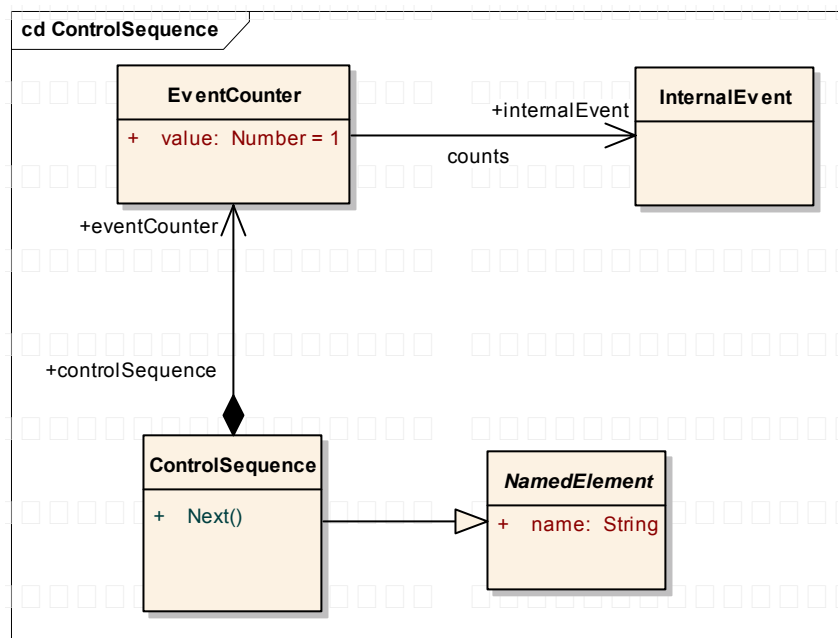 cd ControlSequence
EventCounter
+ value: Number = 1
+internalEvent
counts
InternalEvent
+eventCounter
+controlSequence
ControlSequence
+ Next()
NamedElement
+ name: String